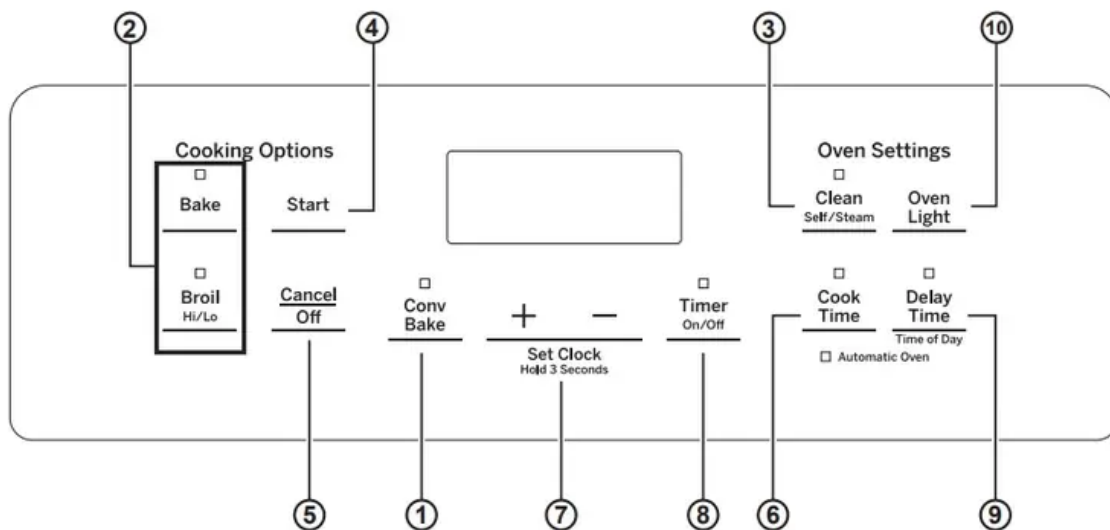 2
4
3
10
Cooking Options
Oven Settings
Bake
Start
Clean
Self/Steam
Oven
Light
Broil
Hi/Lo
Cancel
Off
Conv
Bake
+ −
Set Clock
Hold 3 Seconds
Timer
On/Off
Cook
Time
Delay
Time
Time of Day
Automatic Oven
5
1
7
8
6
9